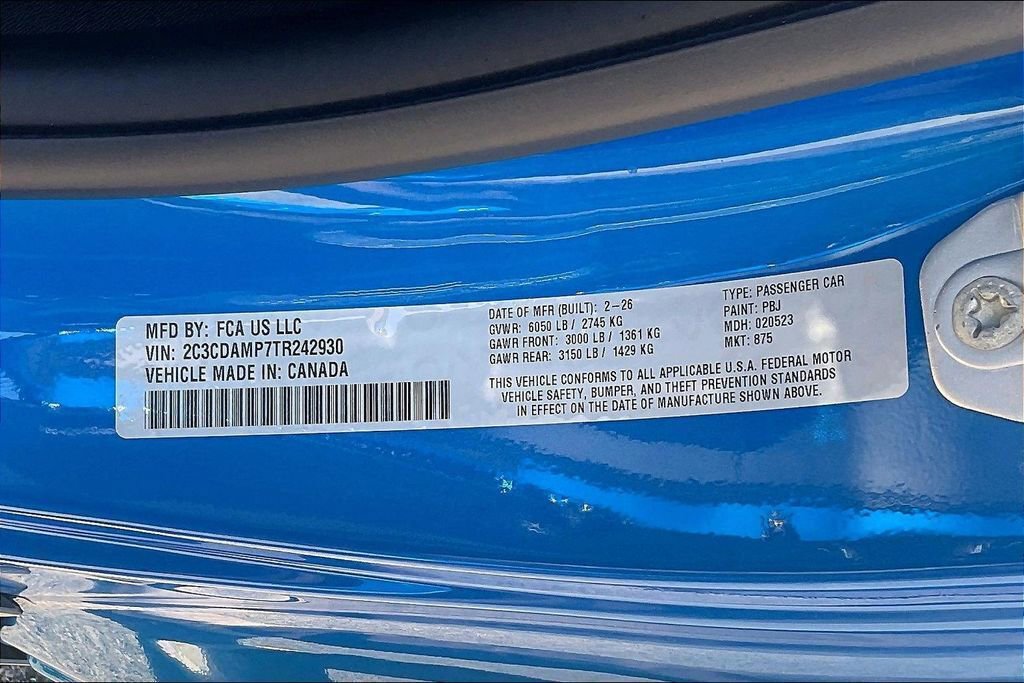 MFD BY: FCA US LLC
VIN: 2C3CDAMP7TR242930
VEHICLE MADE IN: CANADA
DATE OF MFR (BUILT): 2-26
GVWR: 6050 LB / 2745 KG
GAWR FRONT: 3000 LB / 1361 KG
GAWR REAR: 3150 LB / 1429 KG
TYPE: PASSENGER CAR
PAINT: PBJ
MDH: 020523
MKT: 875
THIS VEHICLE CONFORMS TO ALL APPLICABLE U.S.A. FEDERAL MOTOR
VEHICLE SAFETY, BUMPER, AND THEFT PREVENTION STANDARDS
IN EFFECT ON THE DATE OF MANUFACTURE SHOWN ABOVE.